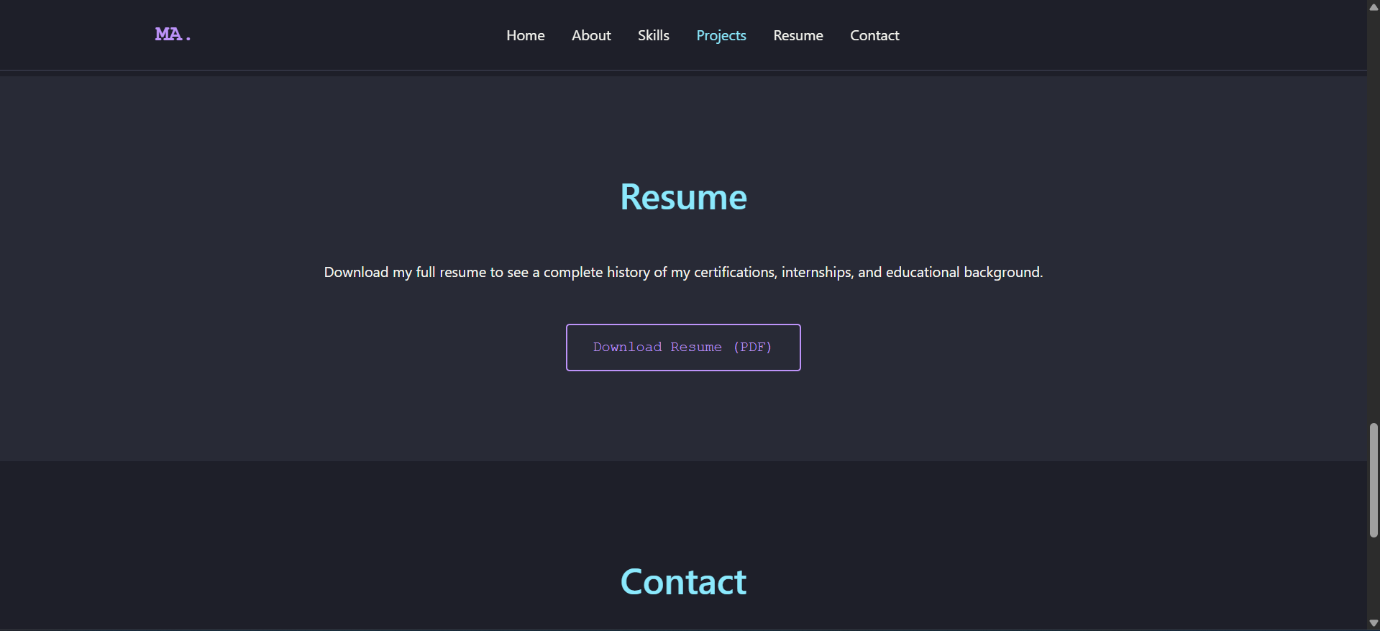 MA.
Home About Skills Projects Resume Contact
Resume
Download my full resume to see a complete history of my certifications, internships, and educational background.
Download Resume (PDF)
Contact